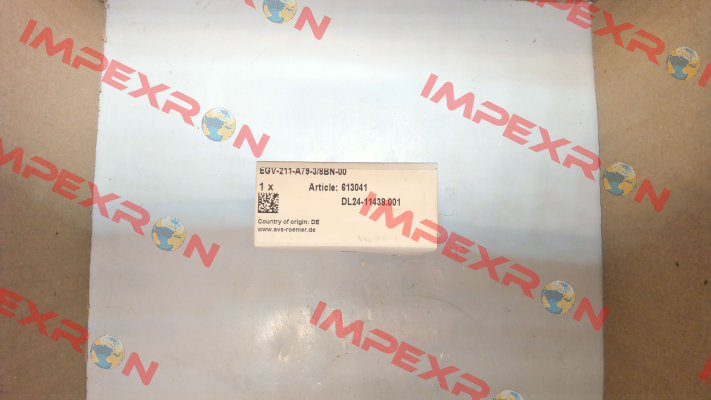 IMPEXRON
IMPEXRON
IMPEXRON
IMPEXRON
EGV-211-A79-3/8BN-00
1 x Article: 613041
DL24-11438.001
Country of origin: DE
www.avs-roemer.de
IMPEXRON
IMPEXRON
IMPEXRON
IMPEXRON